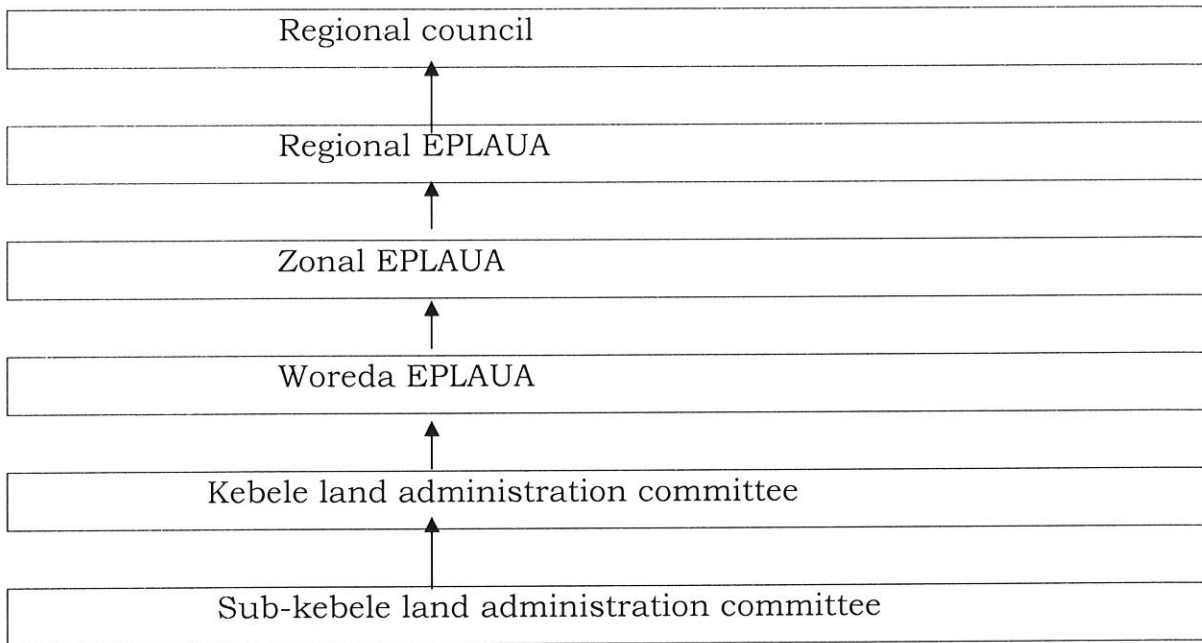 Regional council
Regional EPLAUA
Zonal EPLAUA
Woreda EPLAUA
Kebele land administration committee
Sub-kebele land administration committee